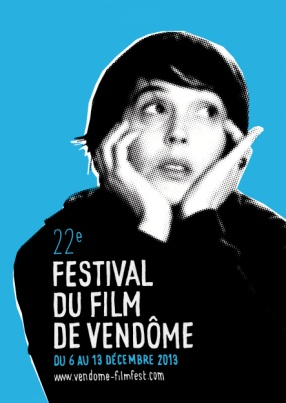 22e
FESTIVAL
DU FILM
DE VENDÔME
DU 6 AU 13 DÉCEMBRE 2013
www.vendome-filmfest.com